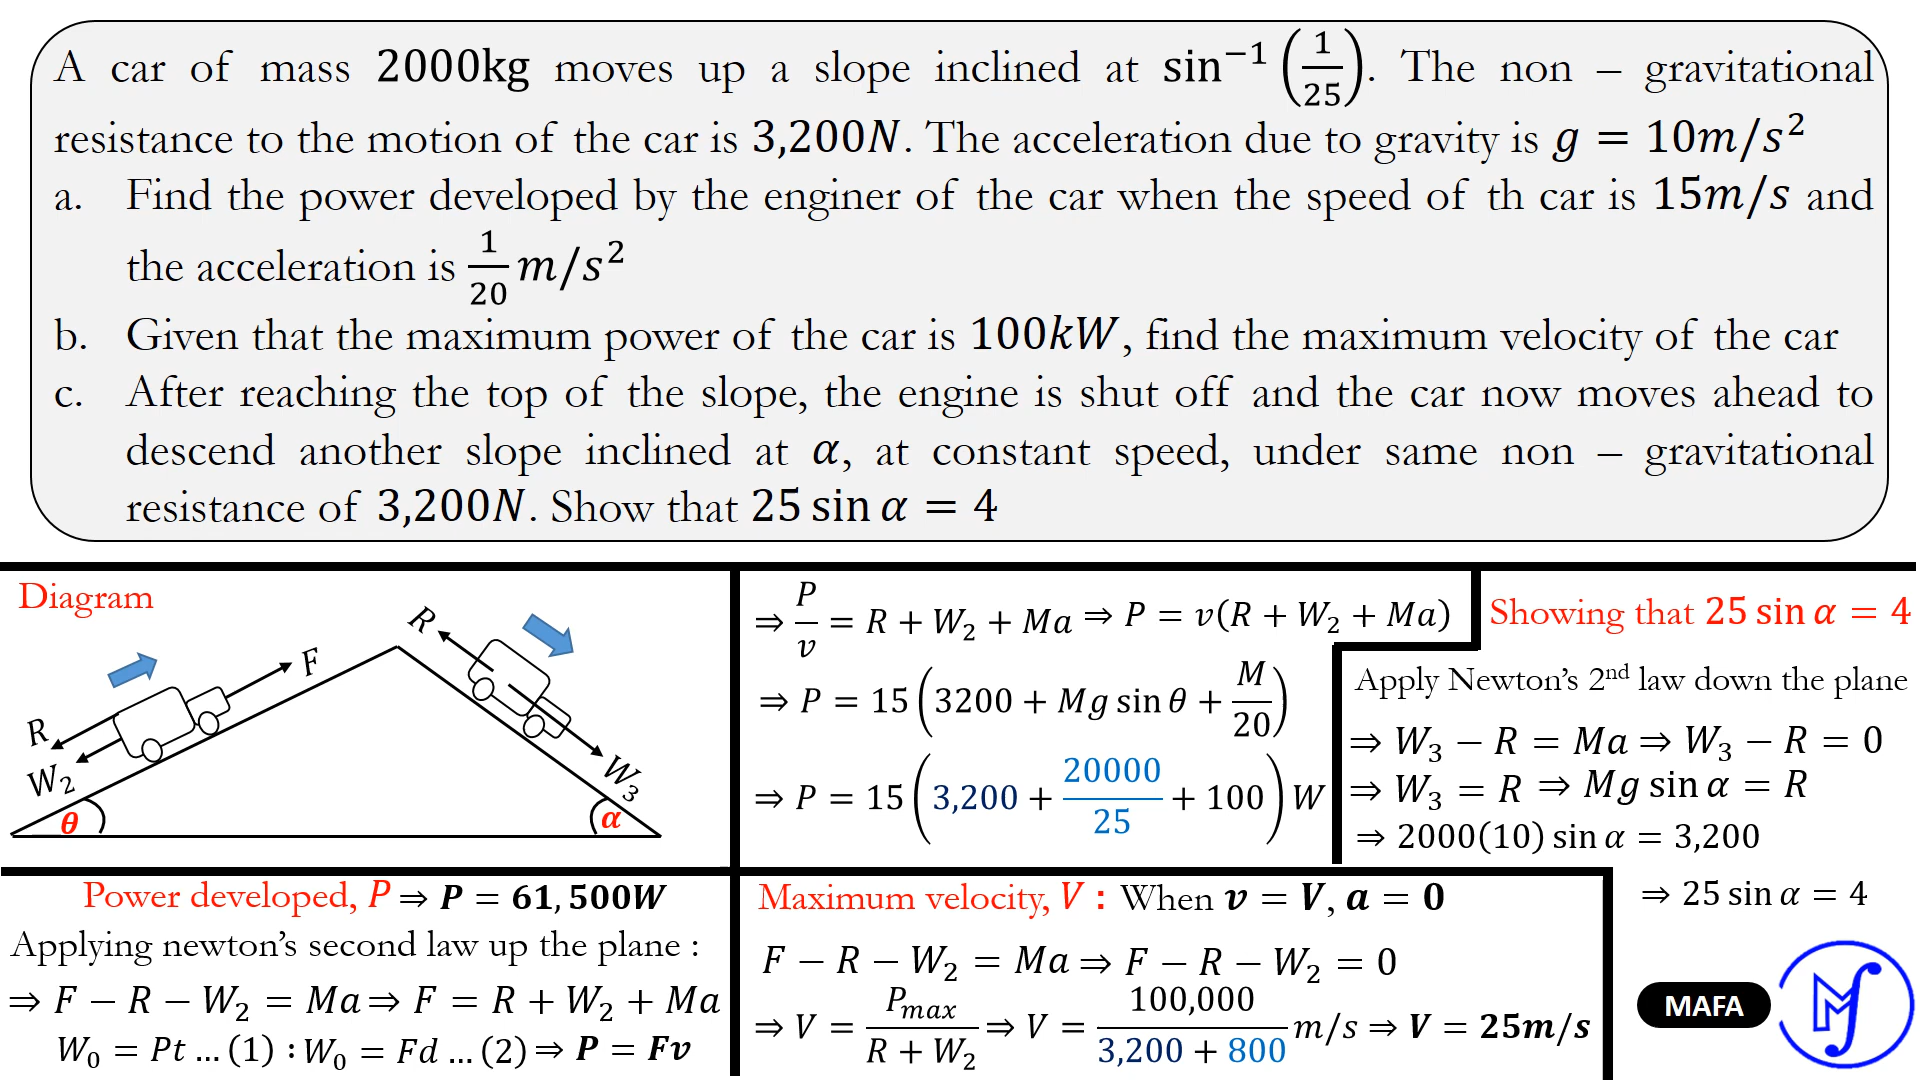 A car of mass 2000kg moves up a slope inclined at sin⁻¹(1/25). The non – gravitational
resistance to the motion of the car is 3,200N. The acceleration due to gravity is g = 10m/s²
a. Find the power developed by the enginer of the car when the speed of th car is 15m/s and
the acceleration is 1/20 m/s²
b. Given that the maximum power of the car is 100kW, find the maximum velocity of the car
c. After reaching the top of the slope, the engine is shut off and the car now moves ahead to
descend another slope inclined at α, at constant speed, under same non – gravitational
resistance of 3,200N. Show that 25 sin α = 4
Diagram
R
F
R
W₂
W₃
θ
α
Power developed, P ⇒ P = 61,500W
Applying newton’s second law up the plane :
⇒ F − R − W₂ = Ma ⇒ F = R + W₂ + Ma
W₀ = Pt … (1) : W₀ = Fd … (2) ⇒ P = Fv
⇒ P/v = R + W₂ + Ma ⇒ P = v(R + W₂ + Ma)
⇒ P = 15(3200 + Mg sin θ + M/20)
⇒ P = 15(3,200 + 20000/25 + 100)W
Maximum velocity, V : When v = V, a = 0
F − R − W₂ = Ma ⇒ F − R − W₂ = 0
⇒ V = Pmax/(R + W₂) ⇒ V = 100,000/(3,200 + 800) m/s ⇒ V = 25m/s
Showing that 25 sin α = 4
Apply Newton’s 2nd law down the plane
⇒ W₃ − R = Ma ⇒ W₃ − R = 0
⇒ W₃ = R ⇒ Mg sin α = R
⇒ 2000(10) sin α = 3,200
⇒ 25 sin α = 4
MAFA
M